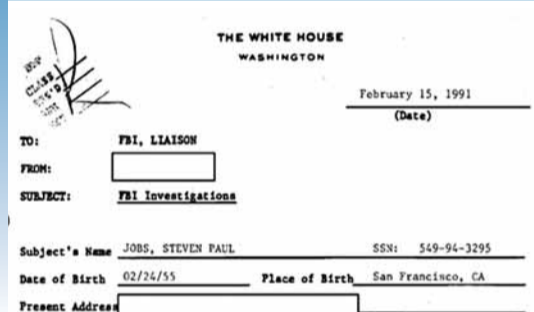 CLASS
THE WHITE HOUSE
WASHINGTON
February 15, 1991
(Date)
TO: FBI, LIAISON
FROM:
SUBJECT: FBI Investigations
Subject's Name JOBS, STEVEN PAUL SSN: 549-94-3295
Date of Birth 02/24/55 Place of Birth San Francisco, CA
Present Address